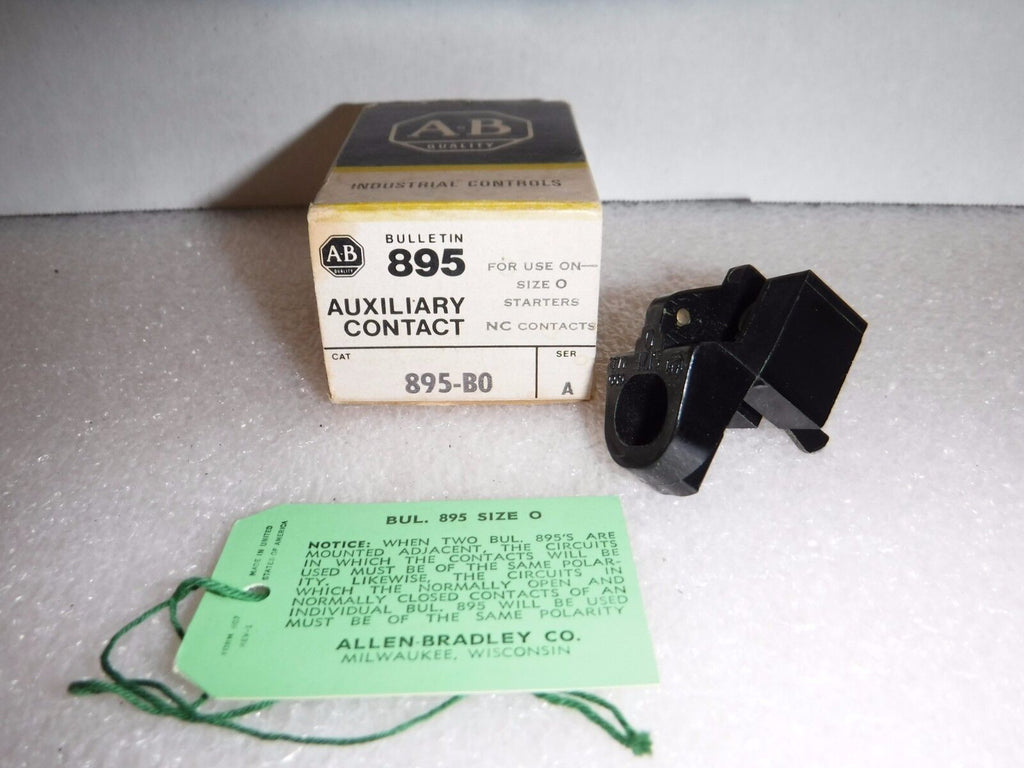 A-B
QUALITY
INDUSTRIAL CONTROLS
A-B
QUALITY
BULLETIN
895
AUXILIARY
CONTACT
FOR USE ON—
SIZE O
STARTERS
NC CONTACTS
CAT
895-B0
SER
A
BUL. 895 SIZE O
NOTICE: WHEN TWO BUL. 895'S ARE
MOUNTED ADJACENT, THE CIRCUITS
IN WHICH THE CONTACTS WILL BE
USED MUST BE OF THE SAME POLAR-
ITY. LIKEWISE, THE CIRCUITS IN
WHICH THE NORMALLY OPEN AND
NORMALLY CLOSED CONTACTS OF AN
INDIVIDUAL BUL. 895 WILL BE USED
MUST BE OF THE SAME POLARITY
ALLEN-BRADLEY CO.
MILWAUKEE, WISCONSIN
MADE IN UNITED
STATES OF AMERICA